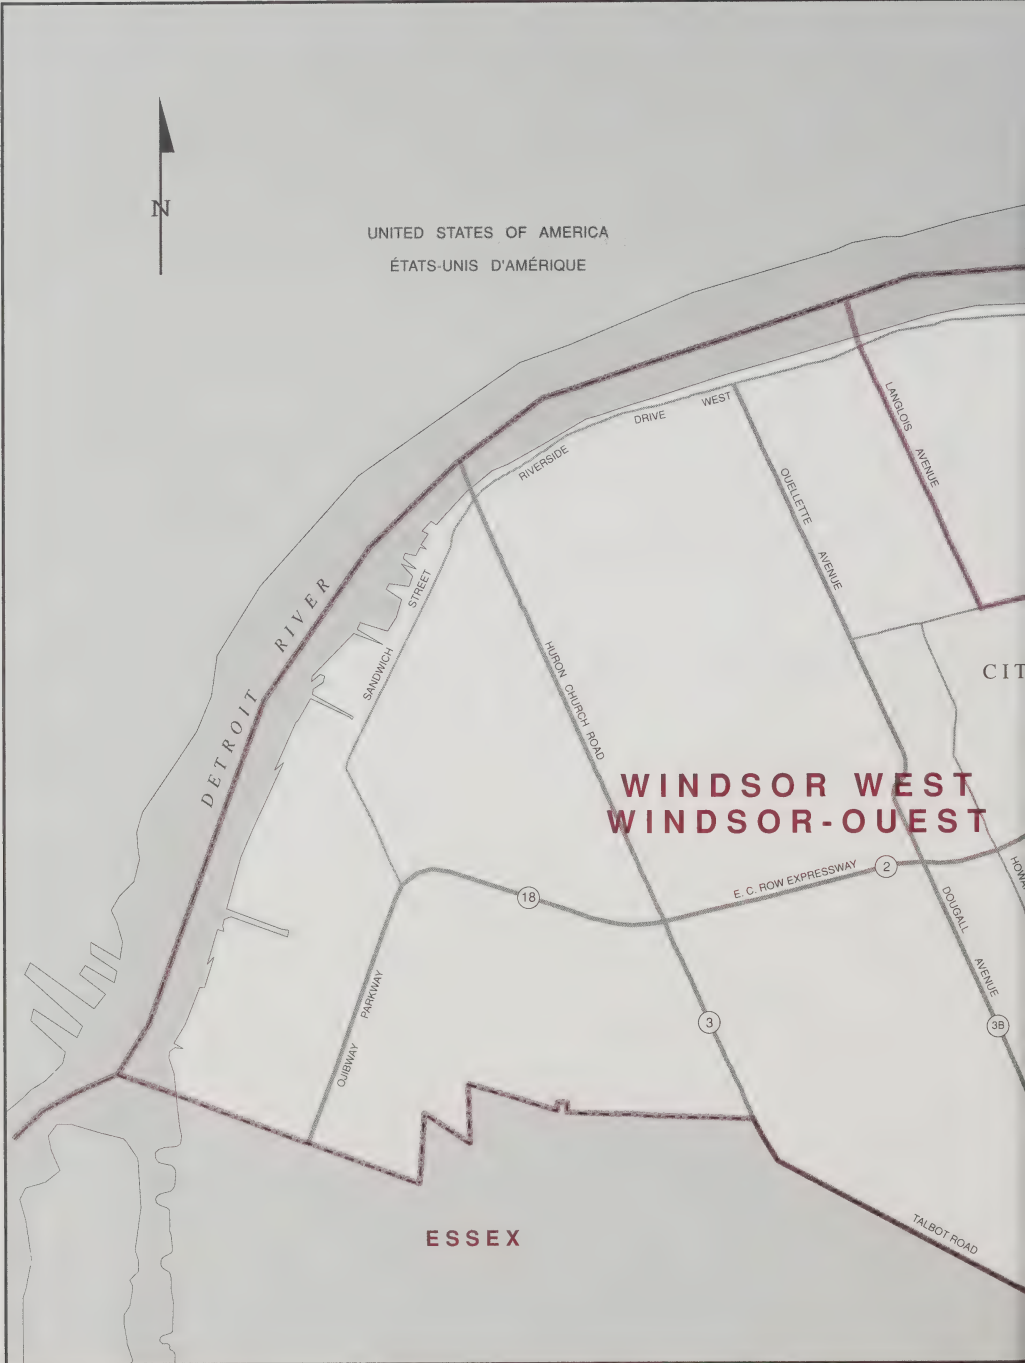 N
UNITED STATES OF AMERICA
ÉTATS-UNIS D'AMÉRIQUE
LANGLOIS AVENUE
RIVERSIDE DRIVE WEST
OUELLETTE AVENUE
DETROIT RIVER
SANDWICH STREET
HURON CHURCH ROAD
CIT
WINDSOR WEST
WINDSOR-OUEST
E. C. ROW EXPRESSWAY
2
18
HOWA
DOUGALL AVENUE
OJIBWAY PARKWAY
3
3B
ESSEX
TALBOT ROAD